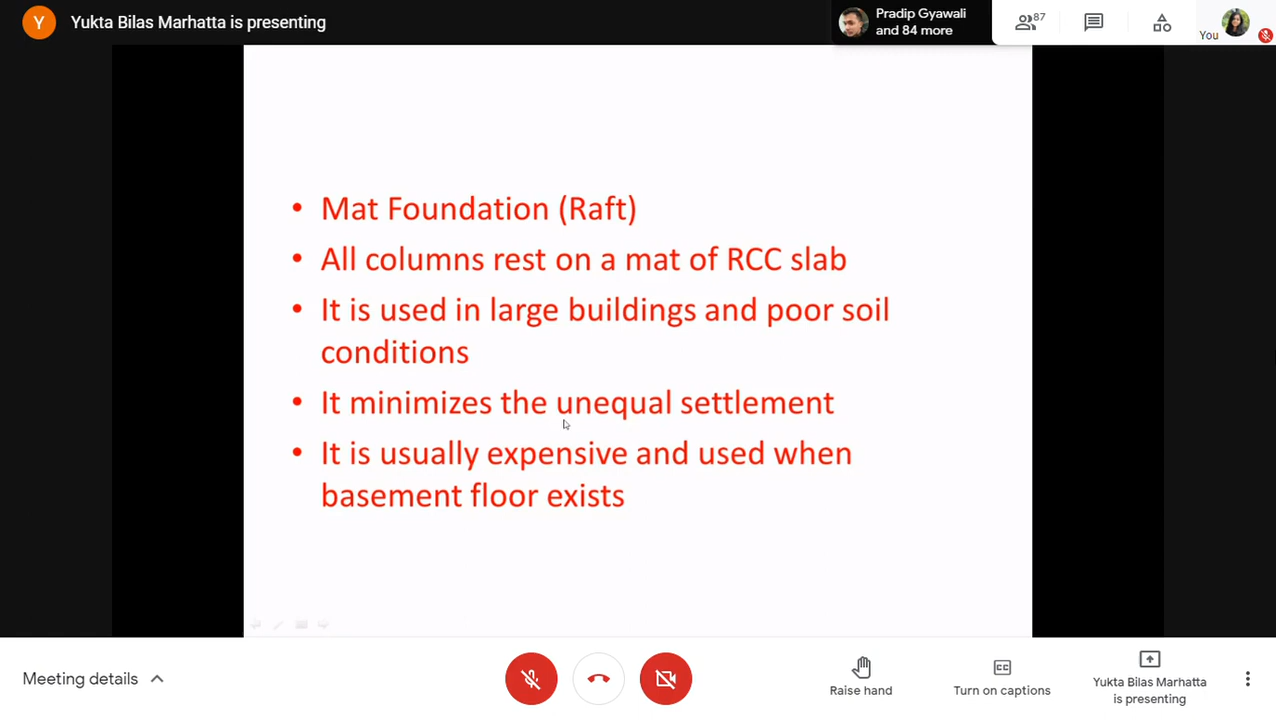 Y Yukta Bilas Marhatta is presenting
Pradip Gyawali
and 84 more
87
You
• Mat Foundation (Raft)
• All columns rest on a mat of RCC slab
• It is used in large buildings and poor soil
conditions
• It minimizes the unequal settlement
• It is usually expensive and used when
basement floor exists
Meeting details
Raise hand
CC
Turn on captions
Yukta Bilas Marhatta
is presenting